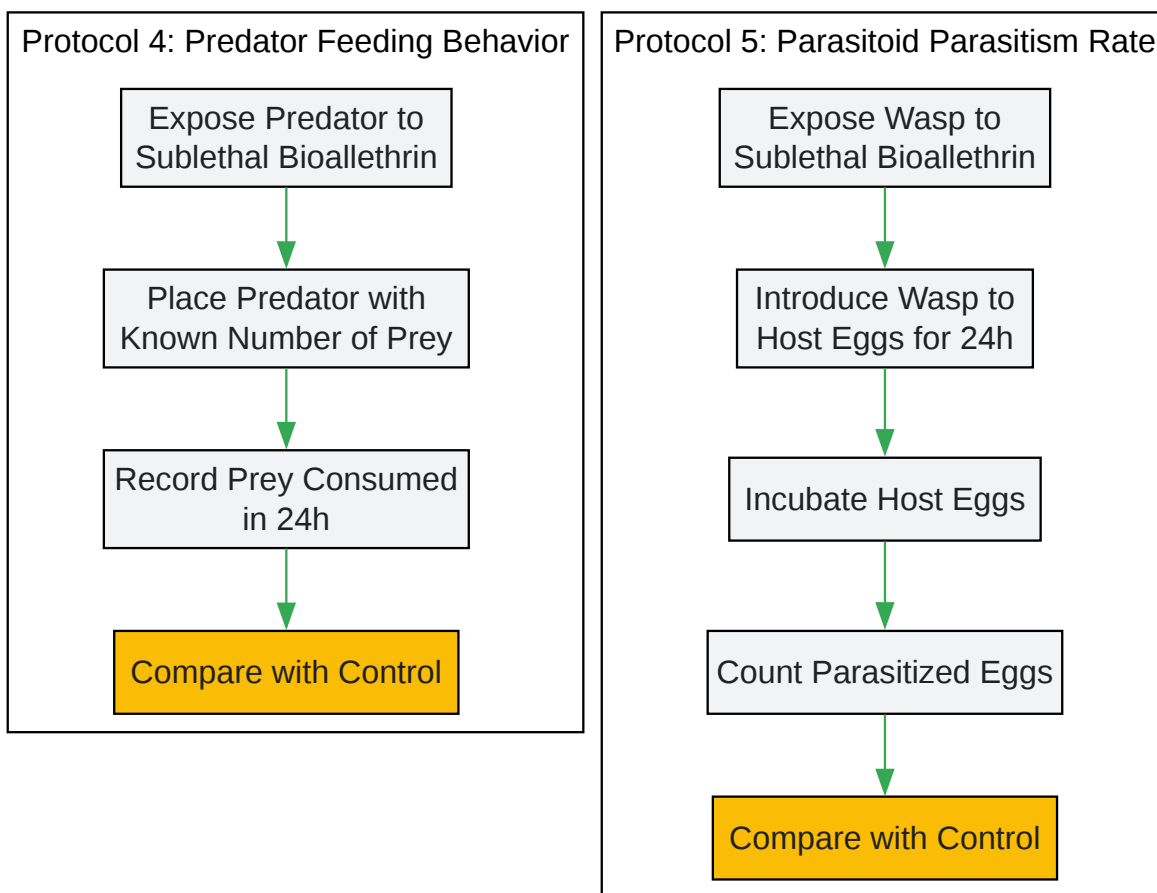 Protocol 4: Predator Feeding Behavior
Expose Predator to
Sublethal Bioallethrin
Place Predator with
Known Number of Prey
Record Prey Consumed
in 24h
Compare with Control
Protocol 5: Parasitoid Parasitism Rate
Expose Wasp to
Sublethal Bioallethrin
Introduce Wasp to
Host Eggs for 24h
Incubate Host Eggs
Count Parasitized Eggs
Compare with Control